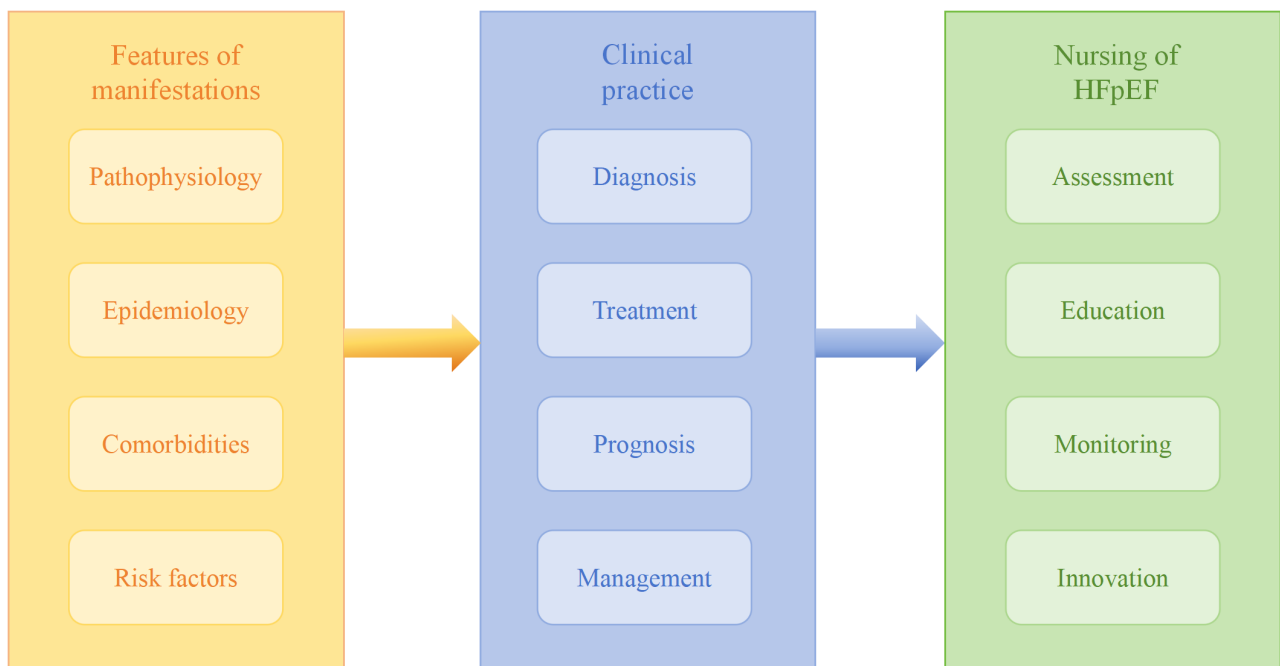 Features of
manifestations
Pathophysiology
Epidemiology
Comorbidities
Risk factors
Clinical
practice
Diagnosis
Treatment
Prognosis
Management
Nursing of
HFpEF
Assessment
Education
Monitoring
Innovation